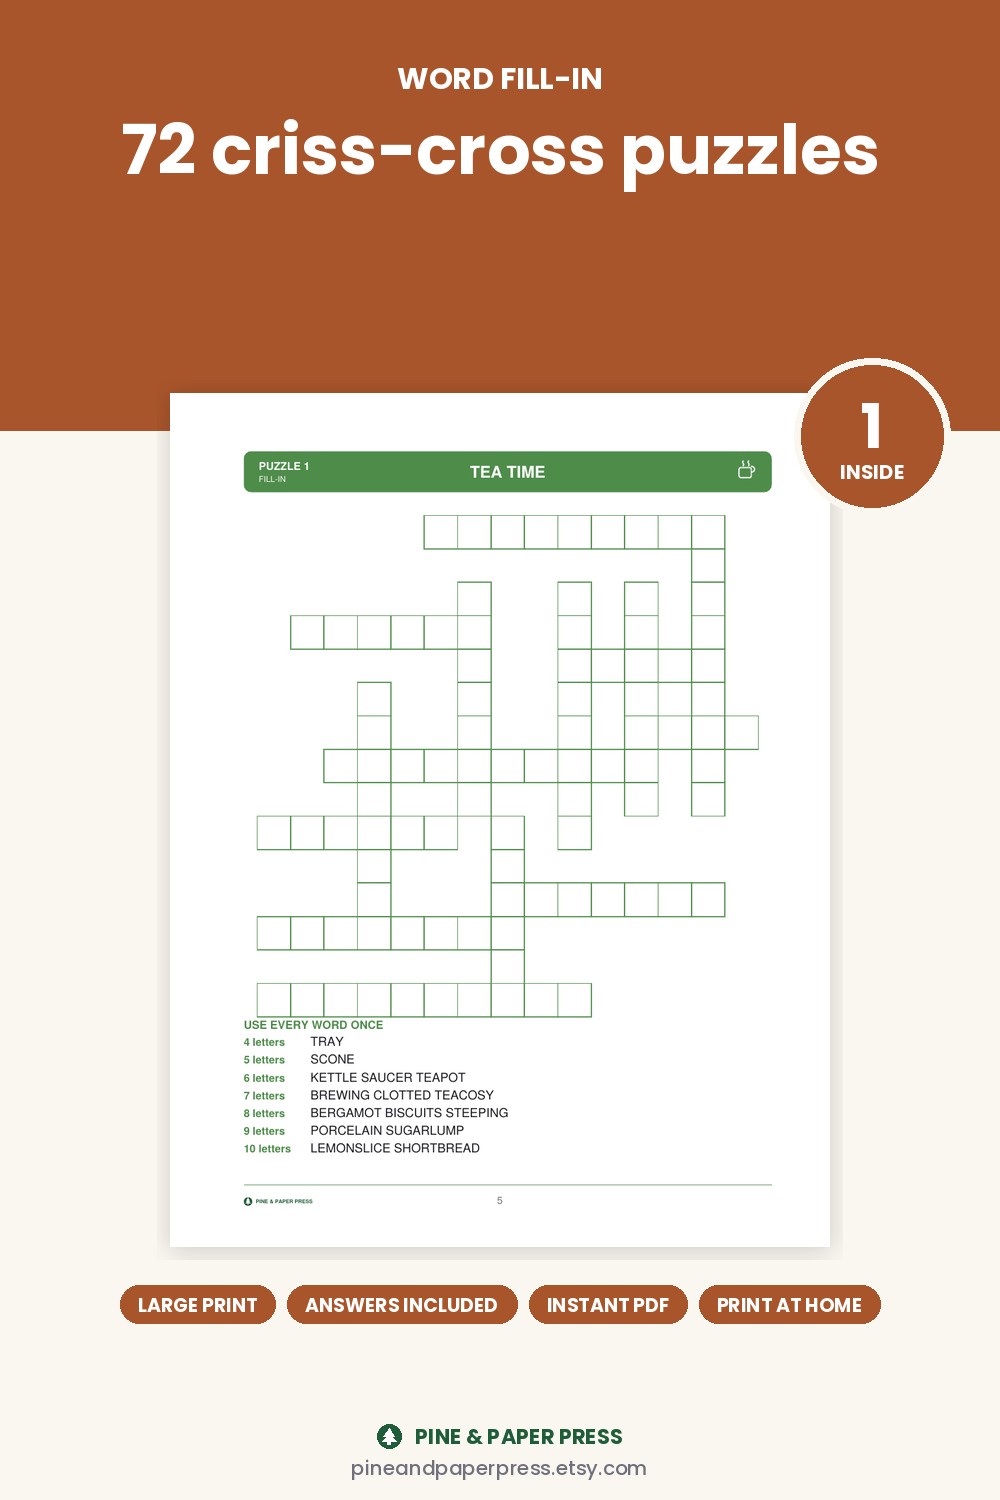 WORD FILL-IN
72 criss-cross puzzles
1
INSIDE
PUZZLE 1
FILL-IN
TEA TIME
USE EVERY WORD ONCE
4 letters TRAY
5 letters SCONE
6 letters KETTLE SAUCER TEAPOT
7 letters BREWING CLOTTED TEACOSY
8 letters BERGAMOT BISCUITS STEEPING
9 letters PORCELAIN SUGARLUMP
10 letters LEMONSLICE SHORTBREAD
PINE & PAPER PRESS
5
LARGE PRINT
ANSWERS INCLUDED
INSTANT PDF
PRINT AT HOME
PINE & PAPER PRESS
pineandpaperpress.etsy.com